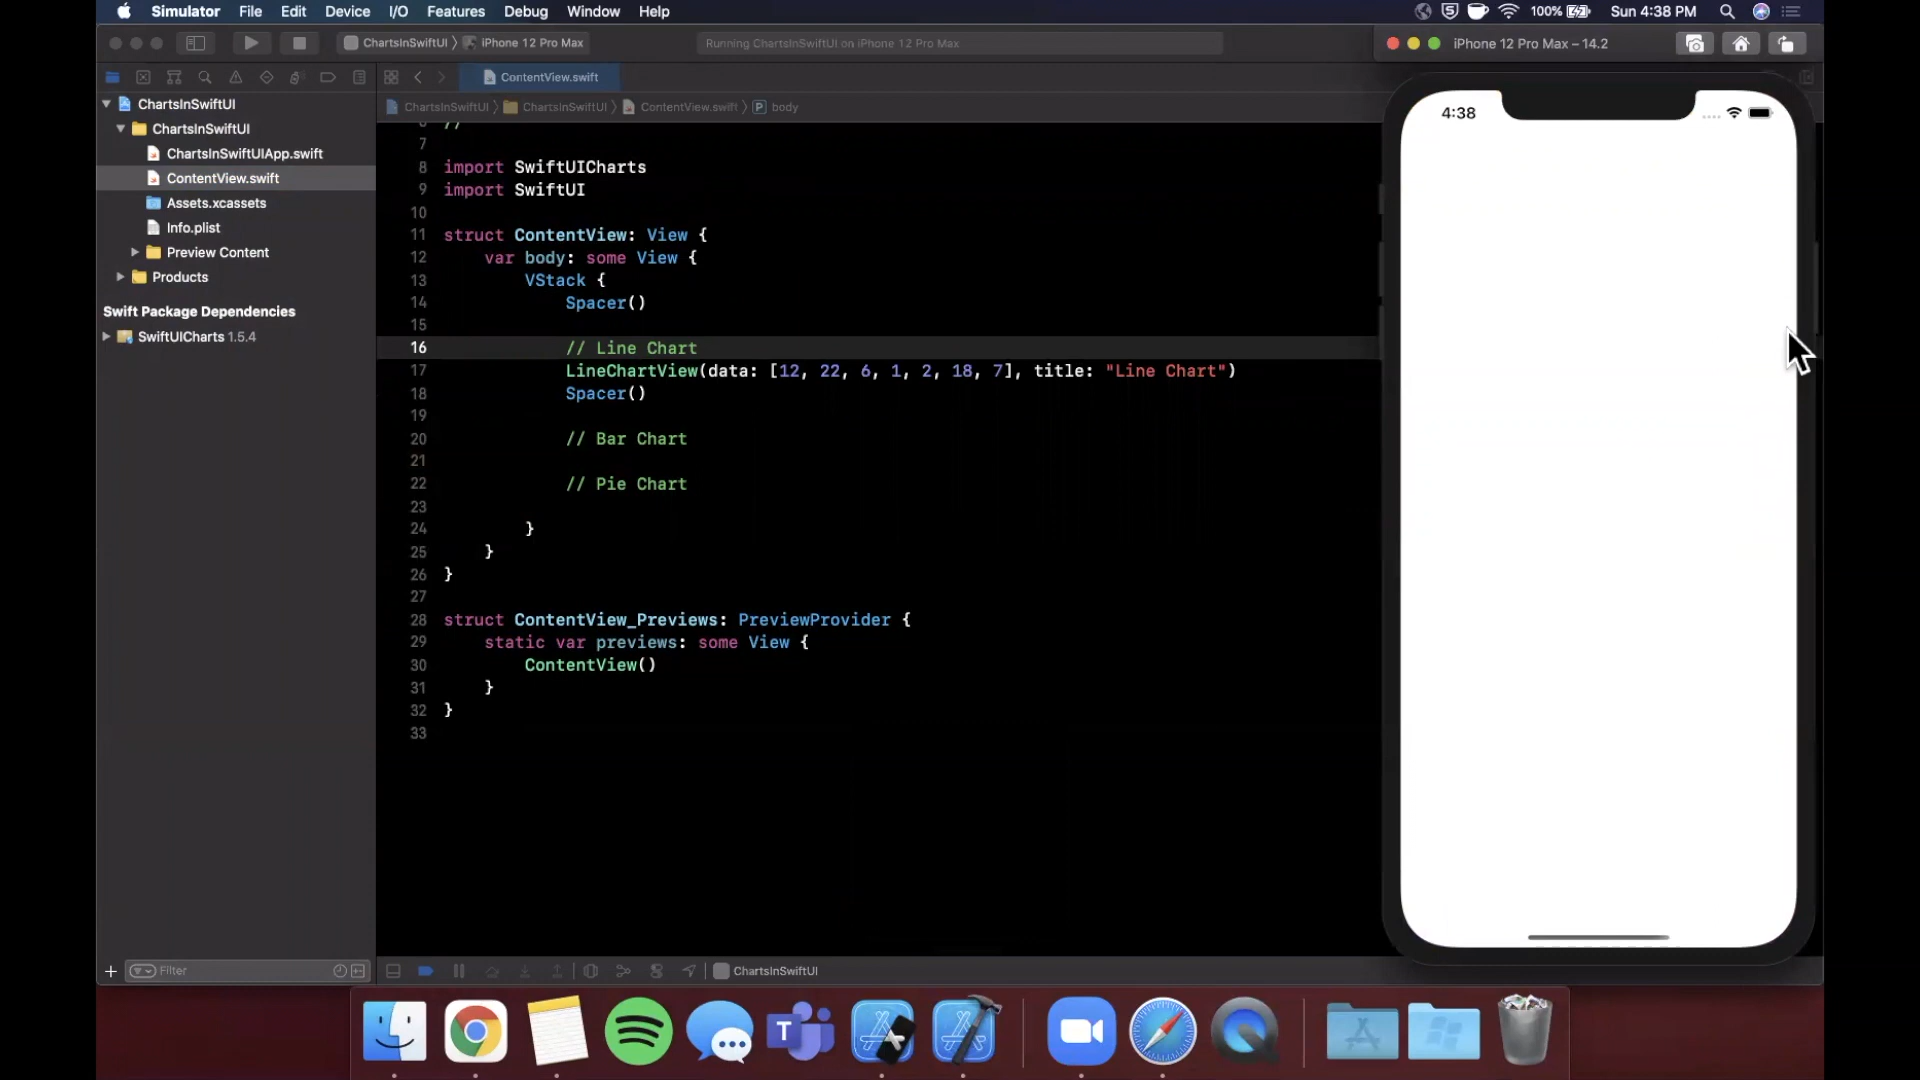 Simulator File Edit Device I/O Features Debug Window Help 100% Sun 4:38 PM
ChartsInSwiftUI iPhone 12 Pro Max Running ChartsInSwiftUI on iPhone 12 Pro Max iPhone 12 Pro Max – 14.2
ContentView.swift
ChartsInSwiftUI ChartsInSwiftUI ContentView.swift P body
ChartsInSwiftUI
ChartsInSwiftUI
ChartsInSwiftUIApp.swift
ContentView.swift
Assets.xcassets
Info.plist
Preview Content
Products
Swift Package Dependencies
SwiftUICharts 1.5.4
6 //
7
8 import SwiftUICharts
9 import SwiftUI
10
11 struct ContentView: View {
12 var body: some View {
13 VStack {
14 Spacer()
15
16 // Line Chart
17 LineChartView(data: [12, 22, 6, 1, 2, 18, 7], title: "Line Chart")
18 Spacer()
19
20 // Bar Chart
21
22 // Pie Chart
23
24 }
25 }
26 }
27
28 struct ContentView_Previews: PreviewProvider {
29 static var previews: some View {
30 ContentView()
31 }
32 }
33
4:38
Filter
ChartsInSwiftUI
T